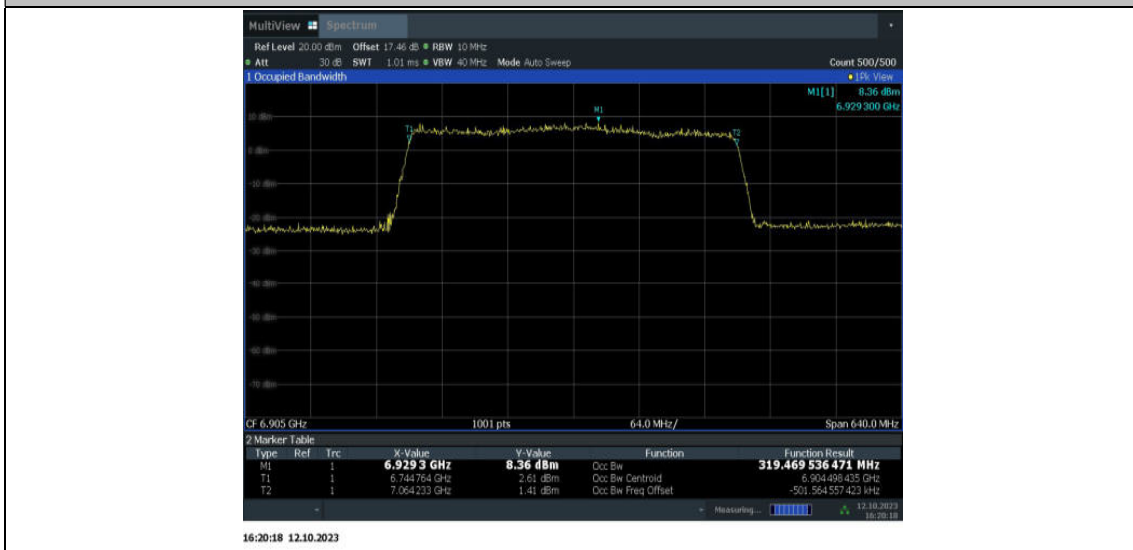 MultiView Spectrum
Ref Level 20.00 dBm Offset 17.46 dB RBW 10 MHz
Att 30 dB SWT 1.01 ms VBW 40 MHz Mode Auto Sweep Count 500/500
1 Occupied Bandwidth 1Pk View
M1[1] 8.36 dBm
6.929 300 GHz
M1
10 dBm
T1 T2
0 dBm
-10 dBm
-20 dBm
-30 dBm
-40 dBm
-50 dBm
-60 dBm
-70 dBm
CF 6.905 GHz 1001 pts 64.0 MHz/ Span 640.0 MHz
2 Marker Table
Type Ref Trc X-Value Y-Value Function Function Result
M1 1 6.929 3 GHz 8.36 dBm Occ Bw 319.469 536 471 MHz
T1 1 6.744 764 GHz 2.61 dBm Occ Bw Centroid 6.904 498 435 GHz
T2 1 7.064 233 GHz 1.41 dBm Occ Bw Freq Offset -501.564 557 423 kHz
Measuring... 12.10.2023
16:20:18
16:20:18 12.10.2023